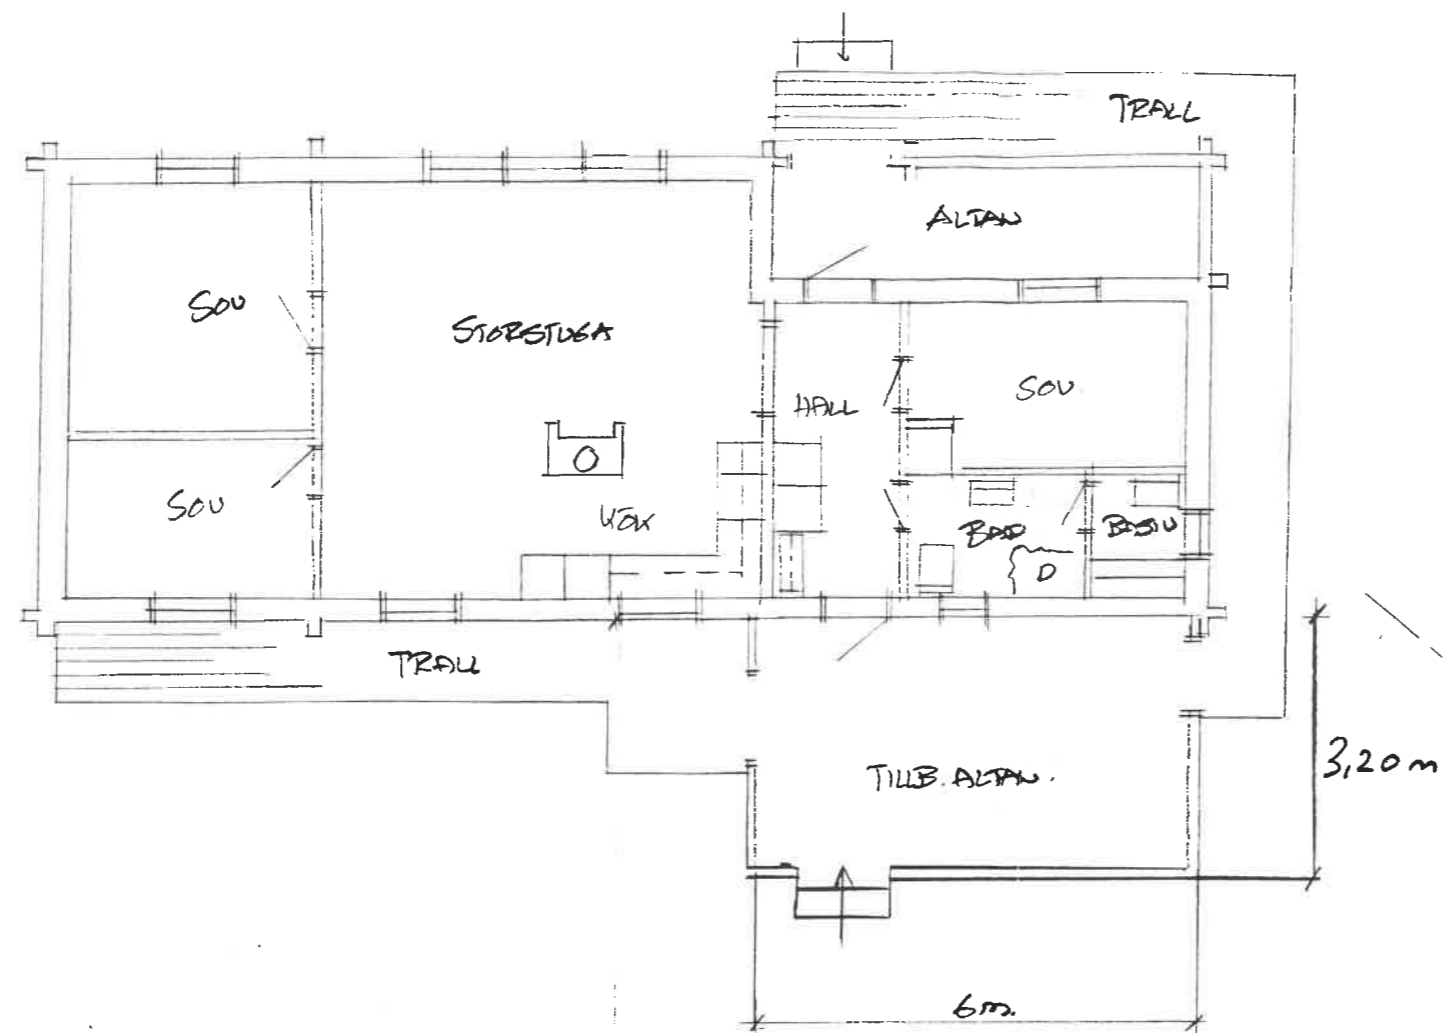 TRALL
ALTAN
SOV
STORSTUGA
HALL
SOV
SOV
KÖK
BAD
BASTU
D
TRALL
TILLB. ALTAN.
3,20 m
6 m.